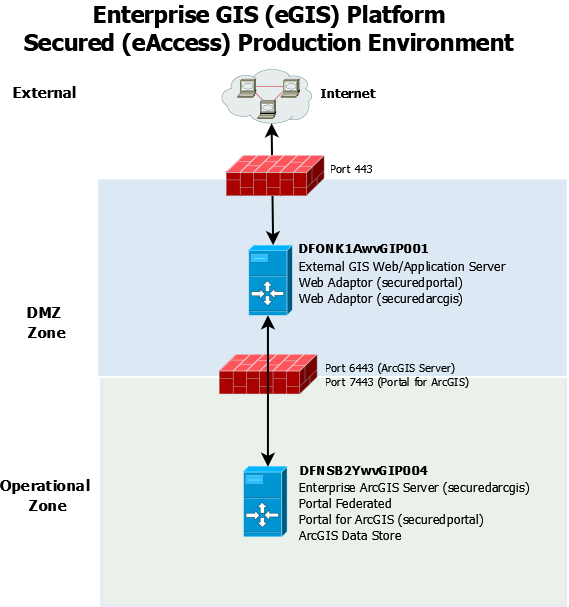 Enterprise GIS (eGIS) Platform
Secured (eAccess) Production Environment
External
Internet
Port 443
DMZ
Zone
DFONK1AwvGIP001
External GIS Web/Application Server
Web Adaptor (securedportal)
Web Adaptor (securedarcgis)
Port 6443 (ArcGIS Server)
Port 7443 (Portal for ArcGIS)
Operational
Zone
DFNSB2YwvGIP004
Enterprise ArcGIS Server (securedarcgis)
Portal Federated
Portal for ArcGIS (securedportal)
ArcGIS Data Store